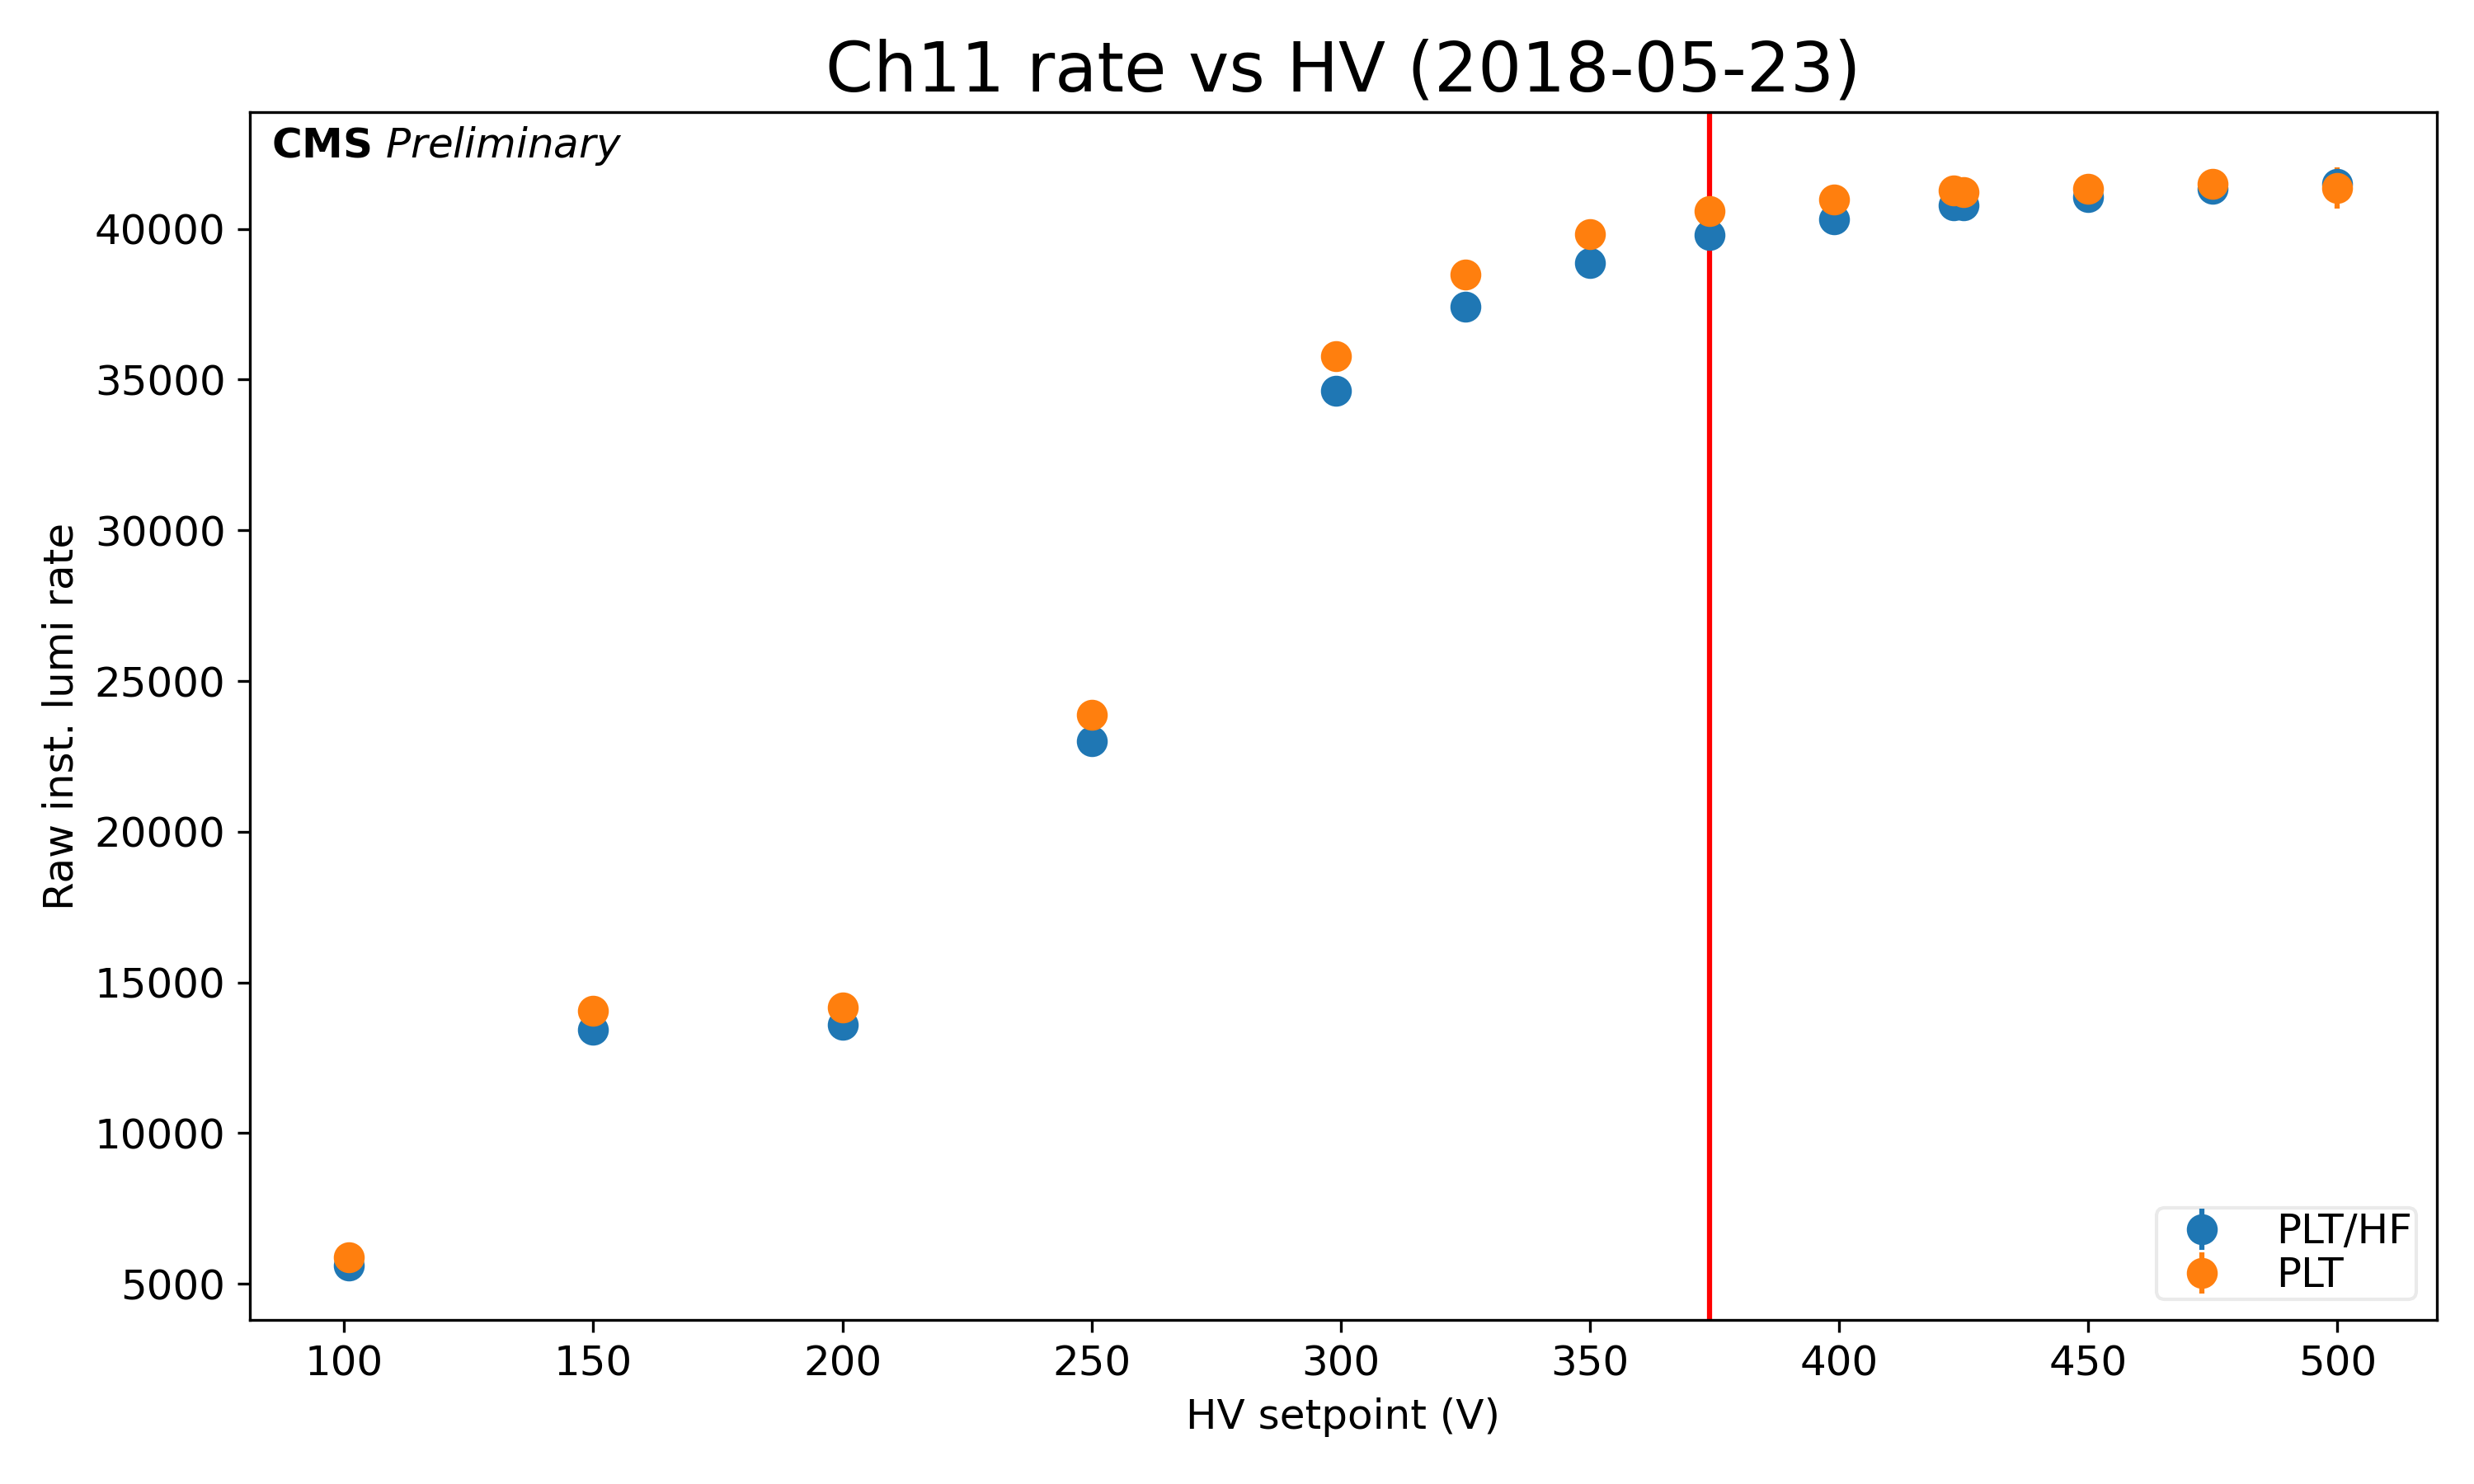 Ch11 rate vs HV (2018-05-23)
CMS Preliminary
Raw inst. lumi rate
40000
35000
30000
25000
20000
15000
10000
5000
PLT/HF
PLT
100 150 200 250 300 350 400 450 500
HV setpoint (V)